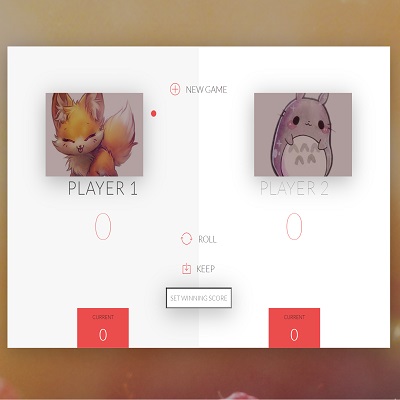 NEW GAME
PLAYER 1
PLAYER 2
0
0
ROLL
KEEP
SET WINNING SCORE
CURRENT
0
CURRENT
0